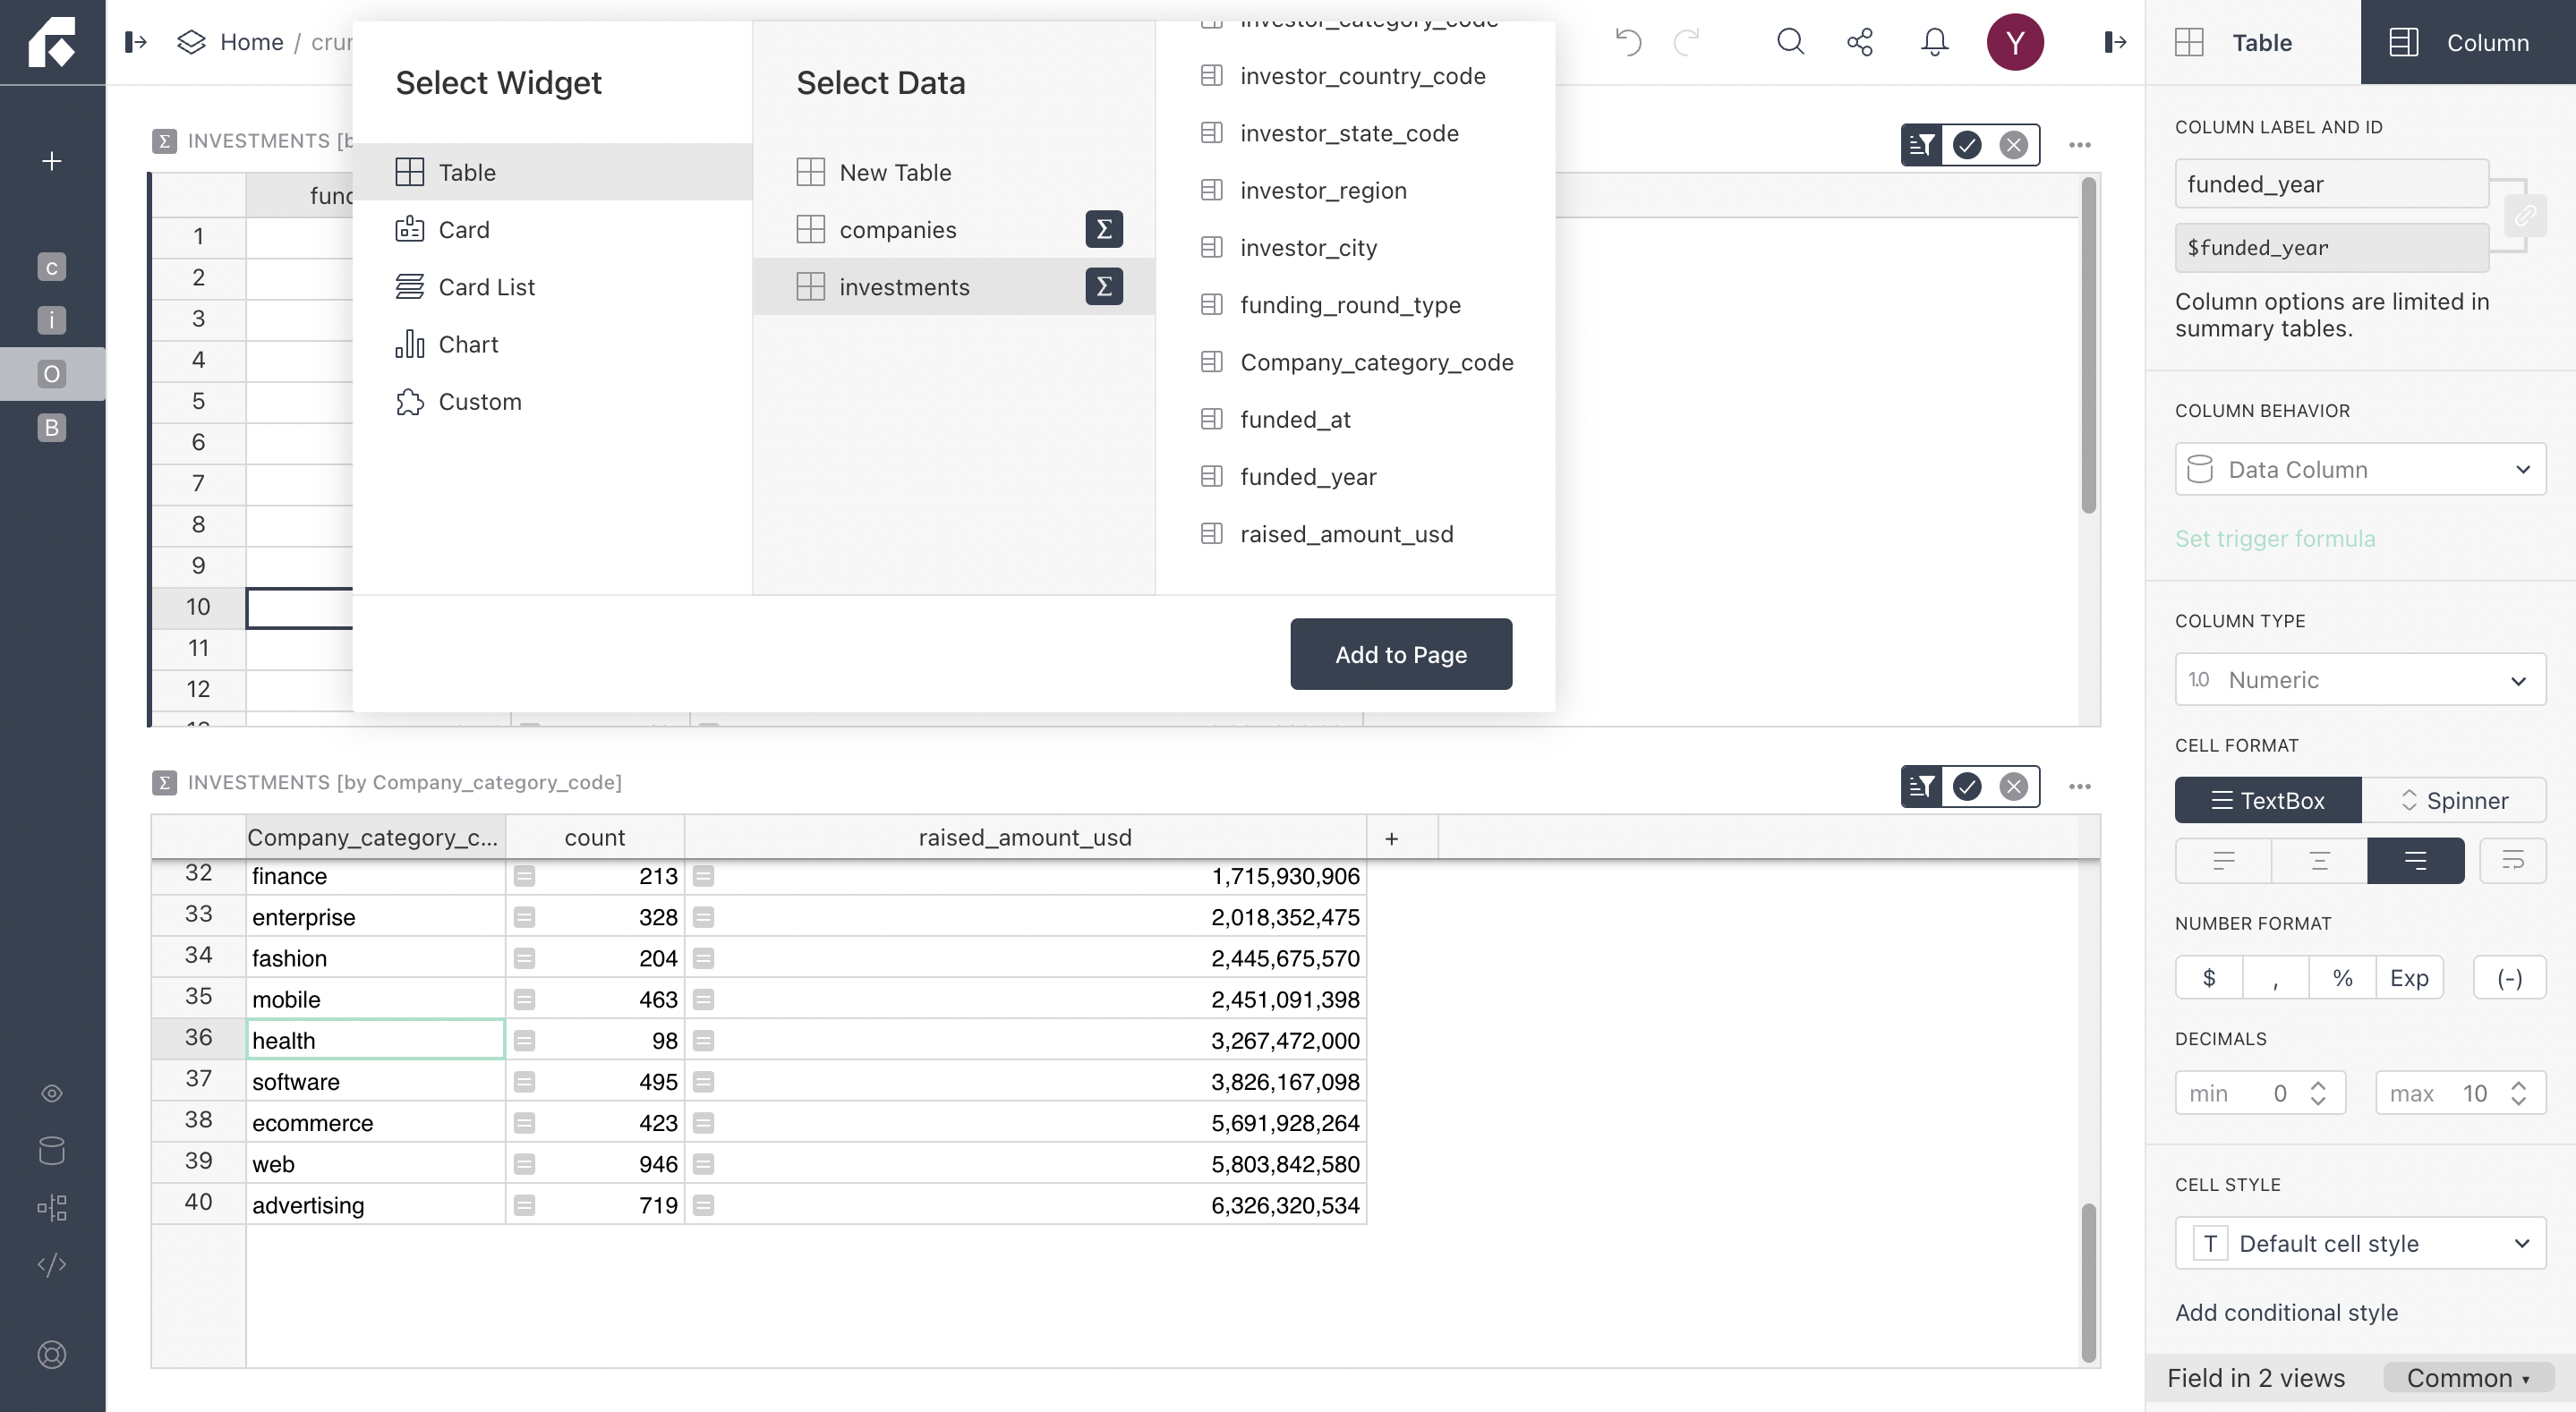 Home / crun
Y
Table
Column
Select Widget
Table
Card
Card List
Chart
Custom
Select Data
New Table
companies Σ
investments Σ
investor_category_code
investor_country_code
investor_state_code
investor_region
investor_city
funding_round_type
Company_category_code
funded_at
funded_year
raised_amount_usd
Add to Page
c
i
O
B
Σ INVESTMENTS [b
fund
1
2
3
4
5
6
7
8
9
10
11
12
Σ INVESTMENTS [by Company_category_code]
Company_category_c... count raised_amount_usd +
32 finance = 213 = 1,715,930,906
33 enterprise = 328 = 2,018,352,475
34 fashion = 204 = 2,445,675,570
35 mobile = 463 = 2,451,091,398
36 health = 98 = 3,267,472,000
37 software = 495 = 3,826,167,098
38 ecommerce = 423 = 5,691,928,264
39 web = 946 = 5,803,842,580
40 advertising = 719 = 6,326,320,534
COLUMN LABEL AND ID
funded_year
$funded_year
Column options are limited in
summary tables.
COLUMN BEHAVIOR
Data Column
Set trigger formula
COLUMN TYPE
1.0 Numeric
CELL FORMAT
TextBox Spinner
NUMBER FORMAT
$ , % Exp (-)
DECIMALS
min 0 max 10
CELL STYLE
T Default cell style
Add conditional style
Field in 2 views Common ▾